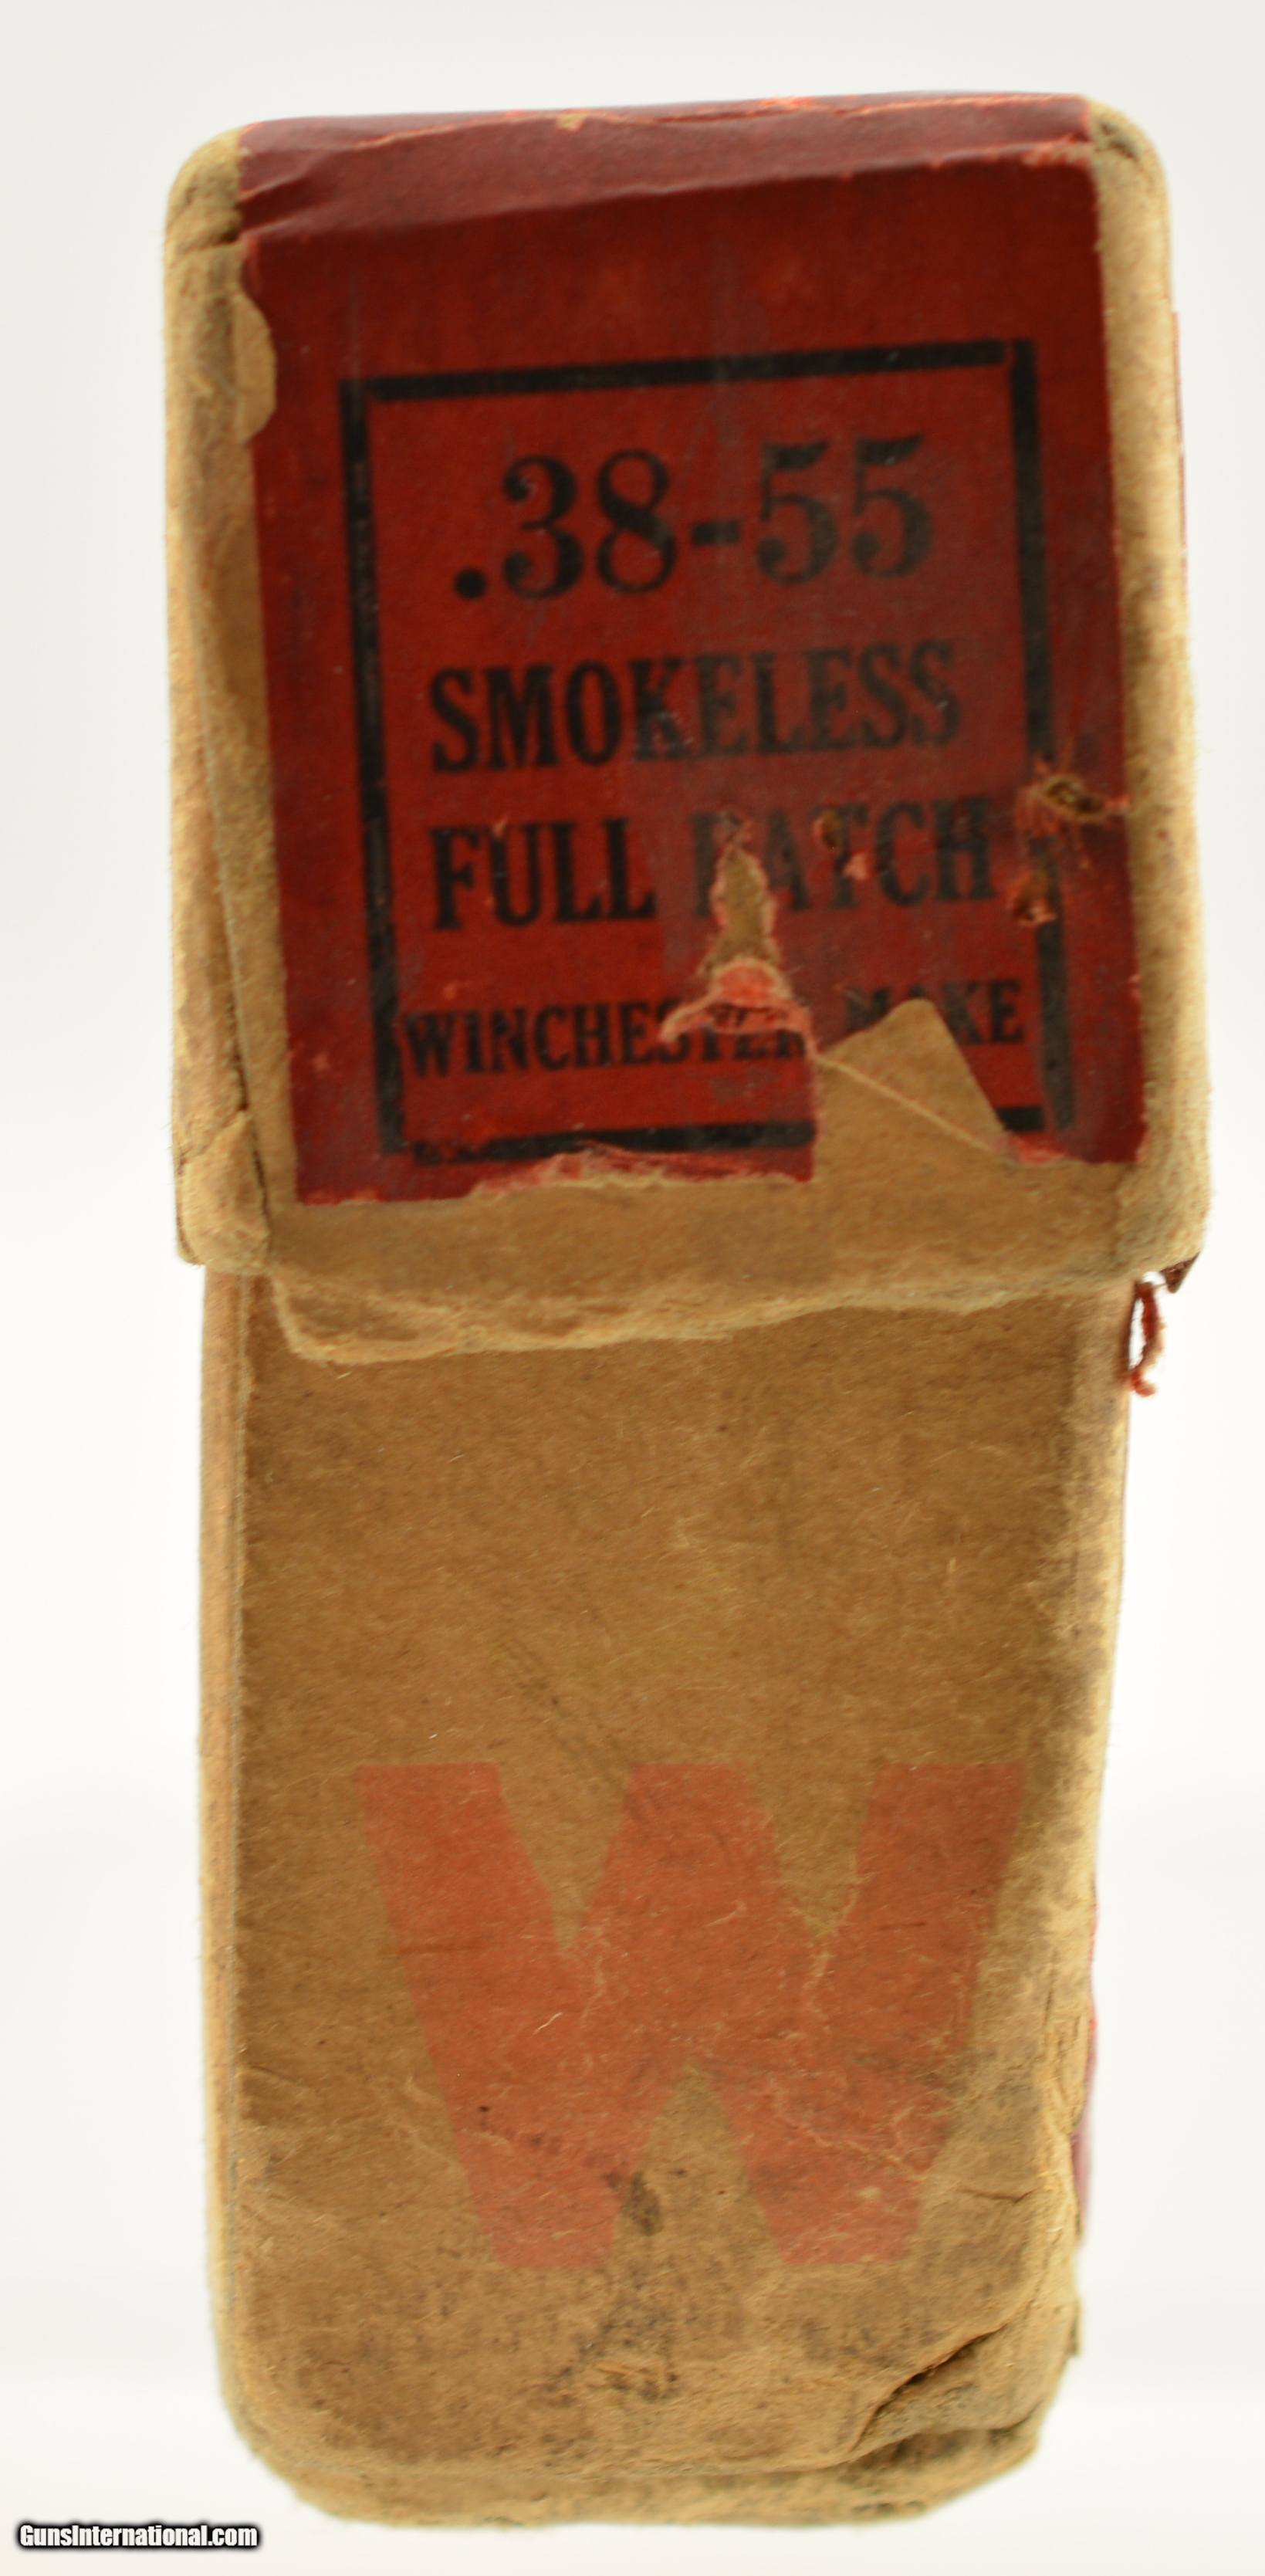 .38-55
SMOKELESS
FULL PATCH
WINCHESTER MAKE
W
GunsInternational.com